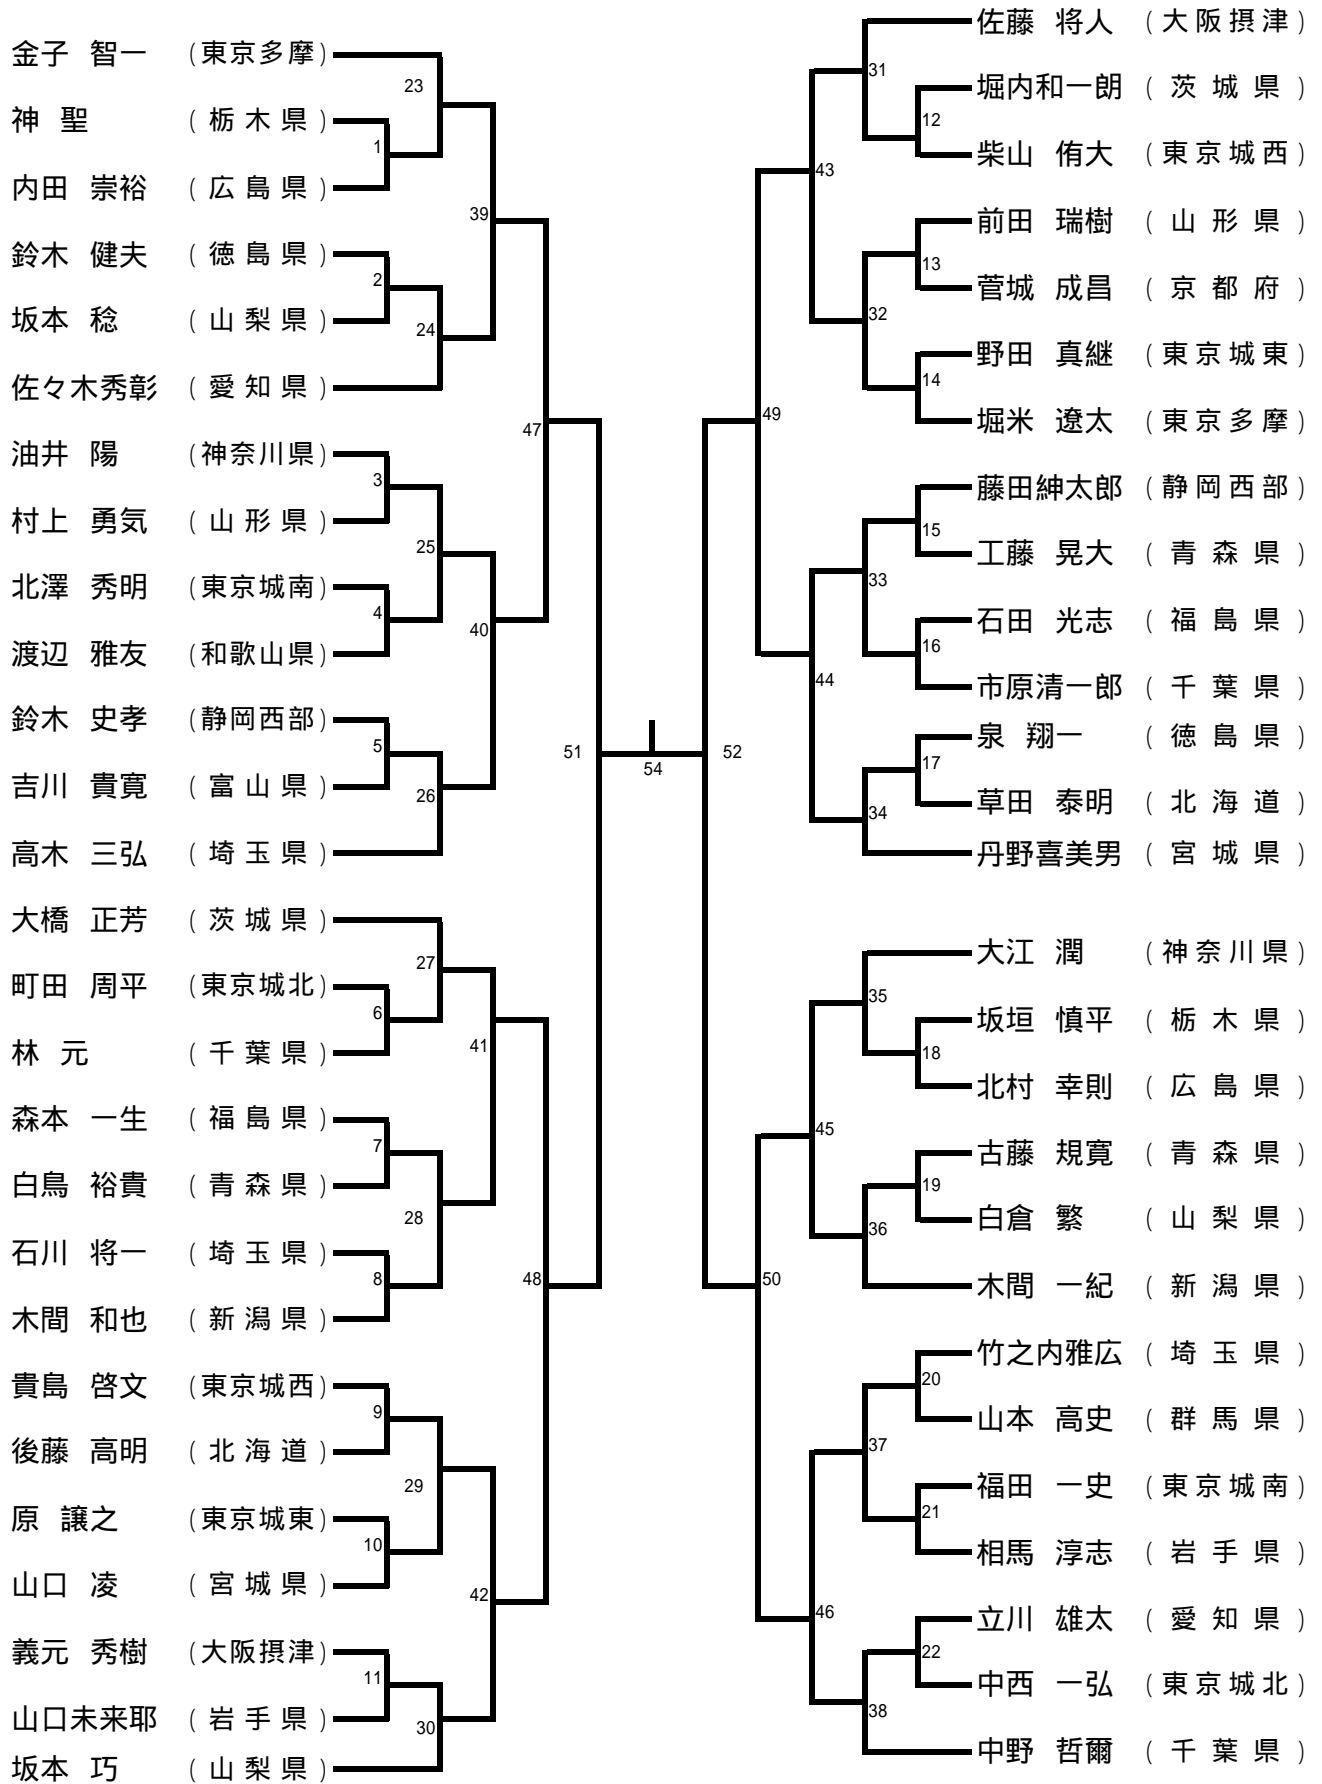 金子 智一 (東京多摩)
神 聖 (栃木県)
内田 崇裕 (広島県)
鈴木 健夫 (徳島県)
坂本 稔 (山梨県)
佐々木秀彰 (愛知県)
油井 陽 (神奈川県)
村上 勇気 (山形県)
北澤 秀明 (東京城南)
渡辺 雅友 (和歌山県)
鈴木 史孝 (静岡西部)
吉川 貴寛 (富山県)
高木 三弘 (埼玉県)
大橋 正芳 (茨城県)
町田 周平 (東京城北)
林 元 (千葉県)
森本 一生 (福島県)
白鳥 裕貴 (青森県)
石川 将一 (埼玉県)
木間 和也 (新潟県)
貴島 啓文 (東京城西)
後藤 高明 (北海道)
原 譲之 (東京城東)
山口 凌 (宮城県)
義元 秀樹 (大阪摂津)
山口未来耶 (岩手県)
坂本 巧 (山梨県)
1
2
3
4
5
6
7
8
9
10
11
23
24
25
26
27
28
29
30
39
40
41
42
47
48
51
54
52
49
50
43
44
45
46
31
32
33
34
35
36
37
38
12
13
14
15
16
17
18
19
20
21
22
佐藤 将人 (大阪摂津)
堀内和一朗 (茨城県)
柴山 侑大 (東京城西)
前田 瑞樹 (山形県)
菅城 成昌 (京都府)
野田 真継 (東京城東)
堀米 遼太 (東京多摩)
藤田紳太郎 (静岡西部)
工藤 晃大 (青森県)
石田 光志 (福島県)
市原清一郎 (千葉県)
泉 翔一 (徳島県)
草田 泰明 (北海道)
丹野喜美男 (宮城県)
大江 潤 (神奈川県)
坂垣 慎平 (栃木県)
北村 幸則 (広島県)
古藤 規寛 (青森県)
白倉 繁 (山梨県)
木間 一紀 (新潟県)
竹之内雅広 (埼玉県)
山本 高史 (群馬県)
福田 一史 (東京城南)
相馬 淳志 (岩手県)
立川 雄太 (愛知県)
中西 一弘 (東京城北)
中野 哲爾 (千葉県)